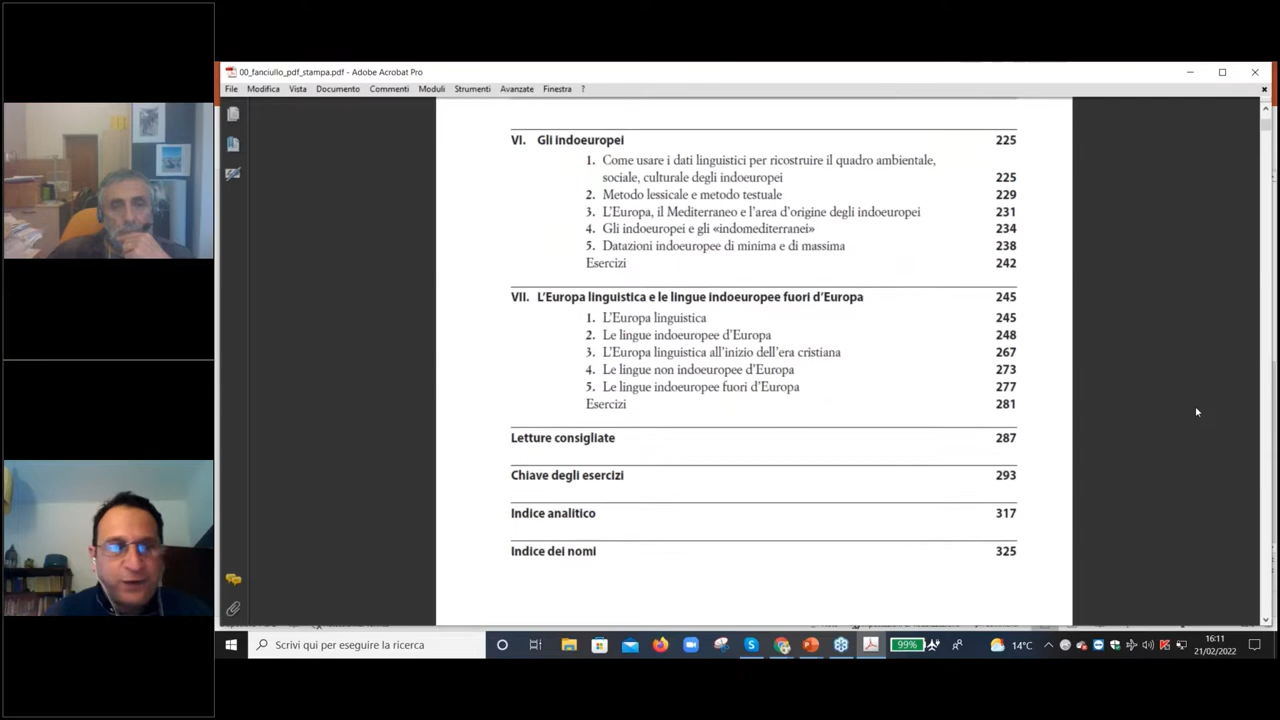 00_fanciullo_pdf_stampa.pdf - Adobe Acrobat Pro
File Modifica Vista Documento Commenti Moduli Strumenti Avanzate Finestra ?
VI. Gli indoeuropei 225
1. Come usare i dati linguistici per ricostruire il quadro ambientale,
sociale, culturale degli indoeuropei 225
2. Metodo lessicale e metodo testuale 229
3. L’Europa, il Mediterraneo e l’area d’origine degli indoeuropei 231
4. Gli indoeuropei e gli «indomediterranei» 234
5. Datazioni indoeuropee di minima e di massima 238
Esercizi 242
VII. L’Europa linguistica e le lingue indoeuropee fuori d’Europa 245
1. L’Europa linguistica 245
2. Le lingue indoeuropee d’Europa 248
3. L’Europa linguistica all’inizio dell’era cristiana 267
4. Le lingue non indoeuropee d’Europa 273
5. Le lingue indoeuropee fuori d’Europa 277
Esercizi 281
Letture consigliate 287
Chiave degli esercizi 293
Indice analitico 317
Indice dei nomi 325
Scrivi qui per eseguire la ricerca
99%
14°C
16:11
21/02/2022